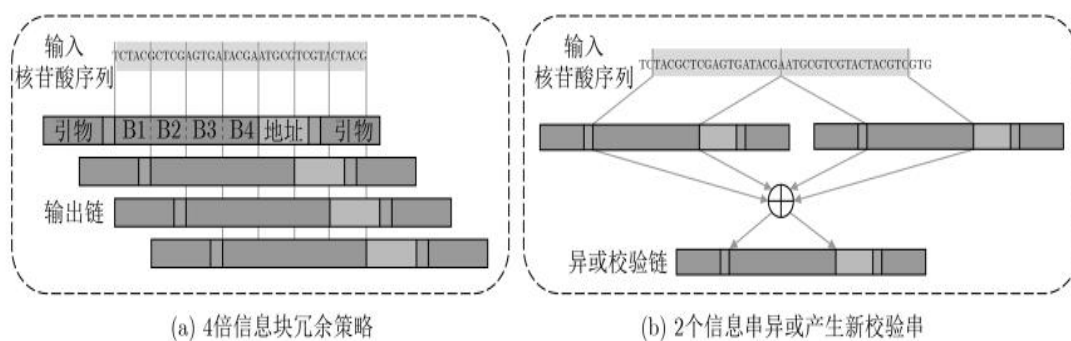 输入
核苷酸序列
TCTACGCTCGAGTGATACGAATGCGTCGTACTACG
引物 B1 B2 B3 B4 地址 引物
输出链
(a) 4倍信息块冗余策略
输入
核苷酸序列
TCTACGCTCGAGTGATACGAATGCGTCGTACTACGTCGTG
异或校验链
(b) 2个信息串异或产生新校验串